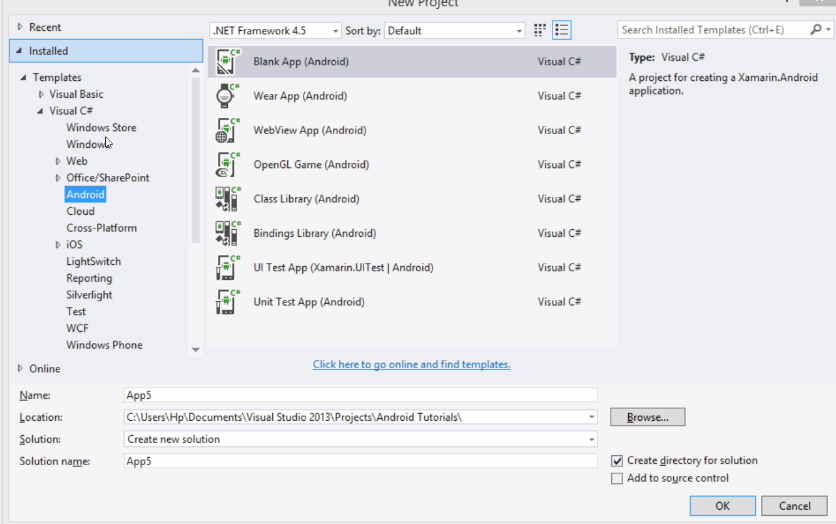 New Project
Recent
.NET Framework 4.5
Sort by:
Default
Search Installed Templates (Ctrl+E)
Installed
Templates
Visual Basic
Visual C#
Windows Store
Windows
Web
Office/SharePoint
Android
Cloud
Cross-Platform
iOS
LightSwitch
Reporting
Silverlight
Test
WCF
Windows Phone
Online
Blank App (Android) Visual C#
Wear App (Android) Visual C#
WebView App (Android) Visual C#
OpenGL Game (Android) Visual C#
Class Library (Android) Visual C#
Bindings Library (Android) Visual C#
UI Test App (Xamarin.UITest | Android) Visual C#
Unit Test App (Android) Visual C#
Type: Visual C#
A project for creating a Xamarin.Android
application.
Click here to go online and find templates.
Name: App5
Location: C:\Users\Hp\Documents\Visual Studio 2013\Projects\Android Tutorials\ Browse...
Solution: Create new solution
Solution name: App5
Create directory for solution
Add to source control
OK Cancel